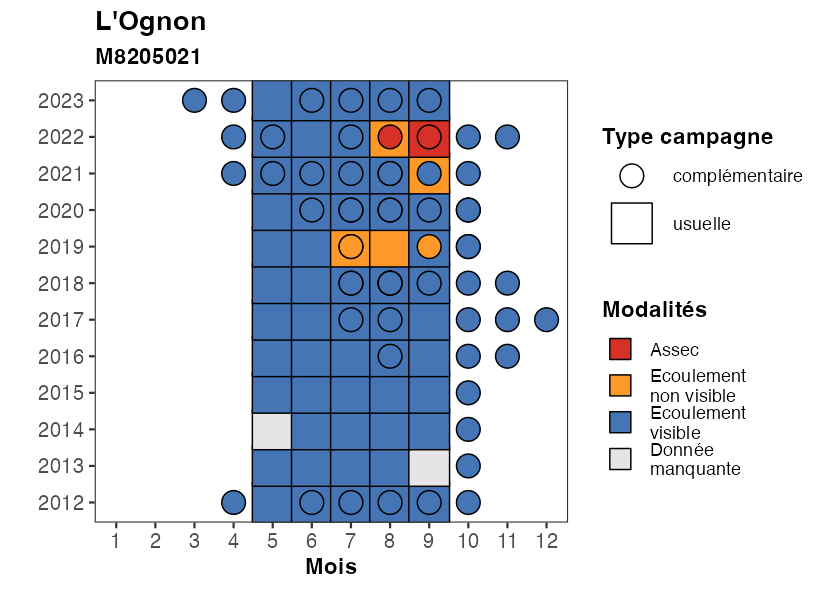 L'Ognon
M8205021
2023
2022
2021
2020
2019
2018
2017
2016
2015
2014
2013
2012
1 2 3 4 5 6 7 8 9 10 11 12
Mois
Type campagne
complémentaire
usuelle
Modalités
Assec
Ecoulement
non visible
Ecoulement
visible
Donnée
manquante